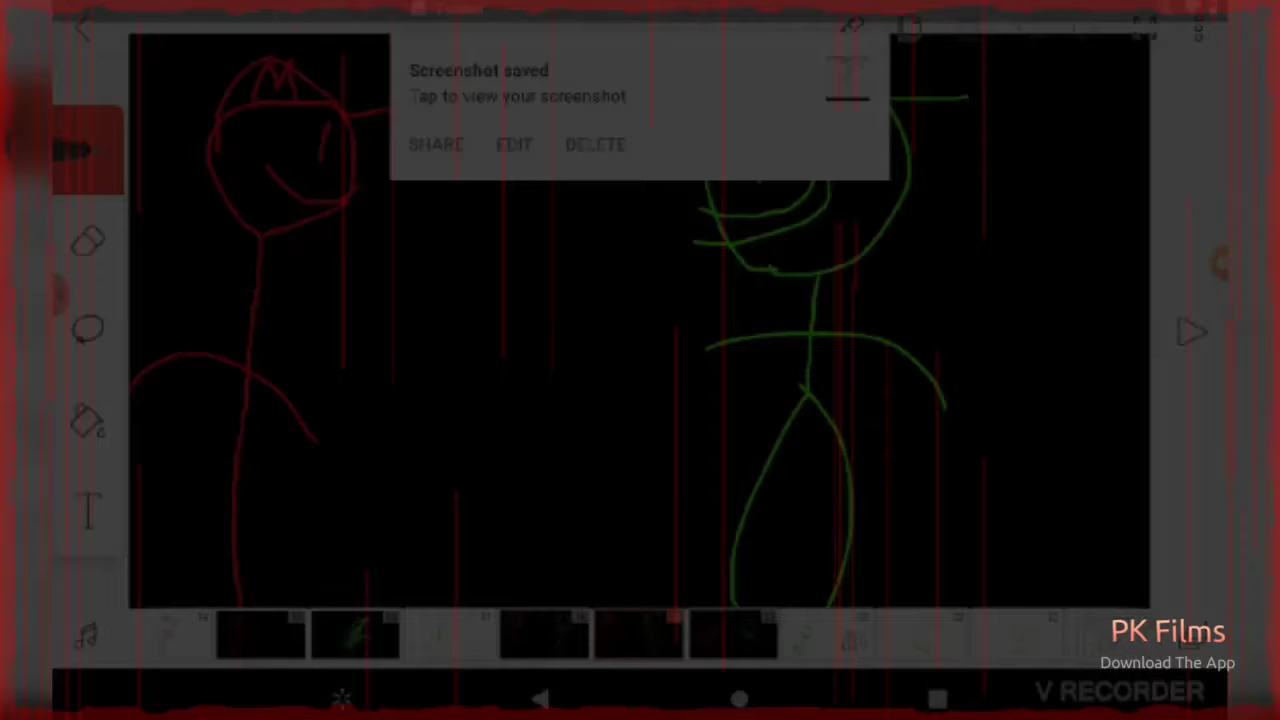 Screenshot saved
Tap to view your screenshot
SHARE EDIT DELETE
T
PK Films
Download The App
V RECORDER